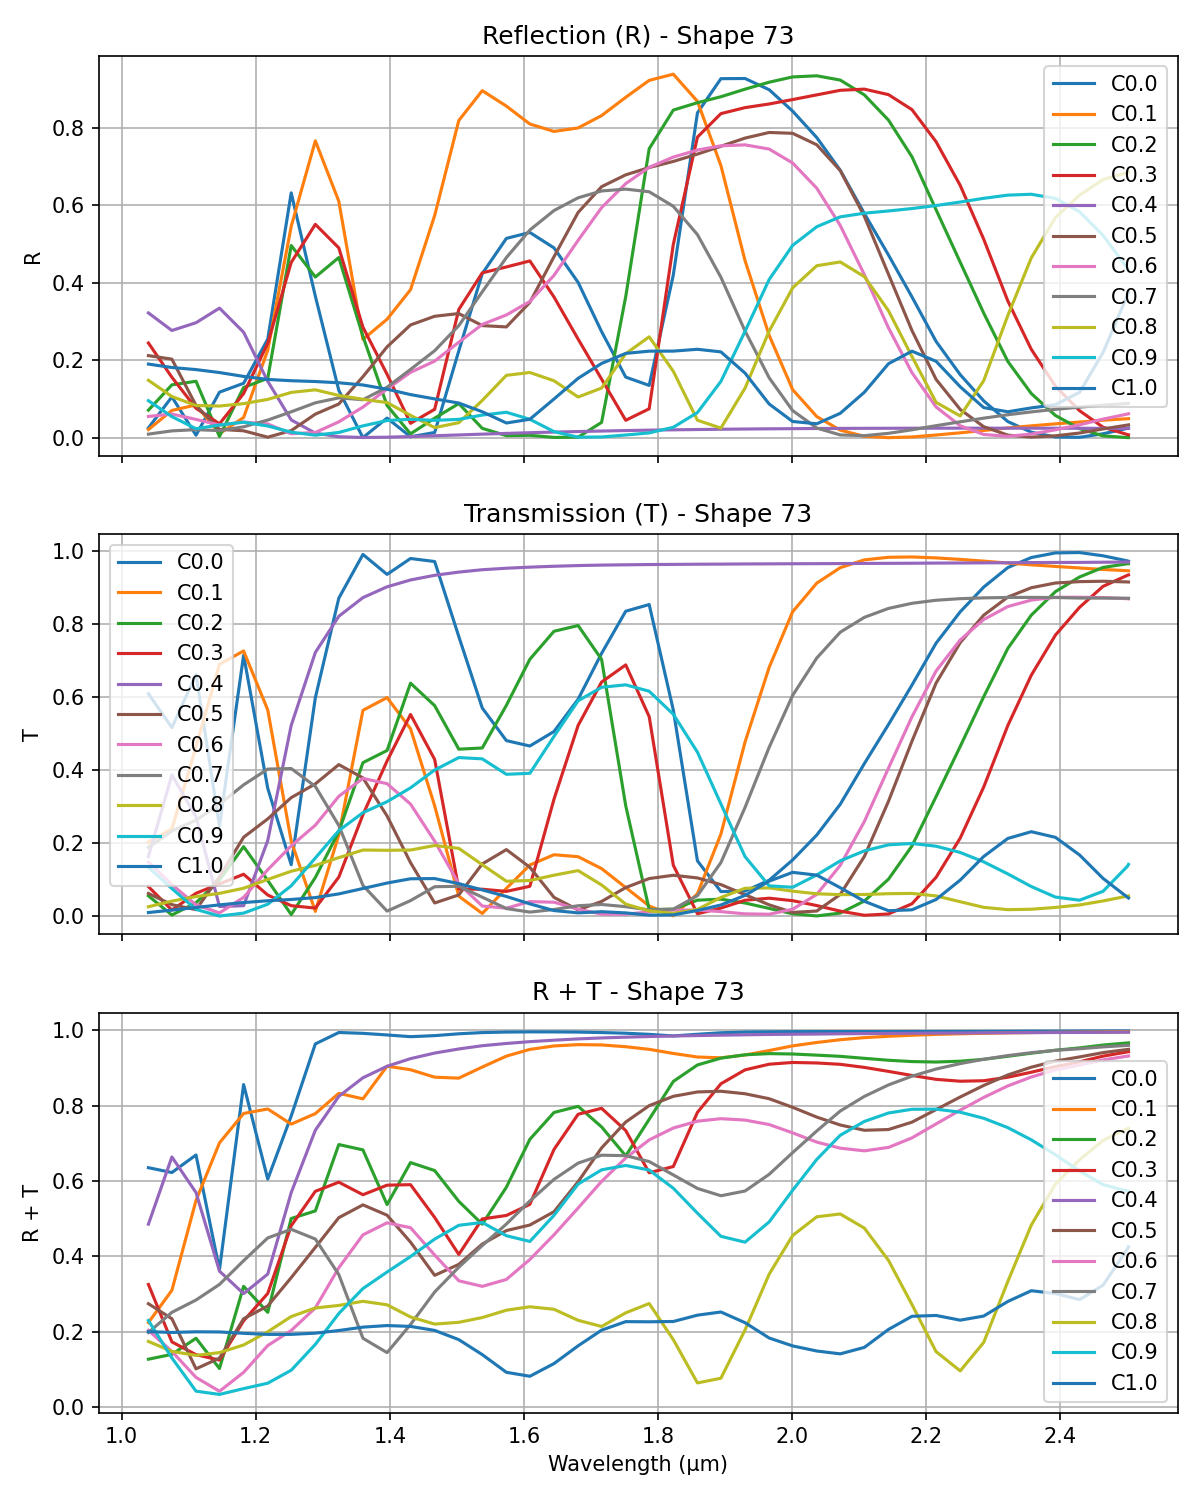 Reflection (R) - Shape 73
R
0.8
0.6
0.4
0.2
0.0
C0.0
C0.1
C0.2
C0.3
C0.4
C0.5
C0.6
C0.7
C0.8
C0.9
C1.0
Transmission (T) - Shape 73
T
1.0
0.8
0.6
0.4
0.2
0.0
C0.0
C0.1
C0.2
C0.3
C0.4
C0.5
C0.6
C0.7
C0.8
C0.9
C1.0
R + T - Shape 73
R + T
1.0
0.8
0.6
0.4
0.2
0.0
C0.0
C0.1
C0.2
C0.3
C0.4
C0.5
C0.6
C0.7
C0.8
C0.9
C1.0
1.0 1.2 1.4 1.6 1.8 2.0 2.2 2.4
Wavelength (μm)